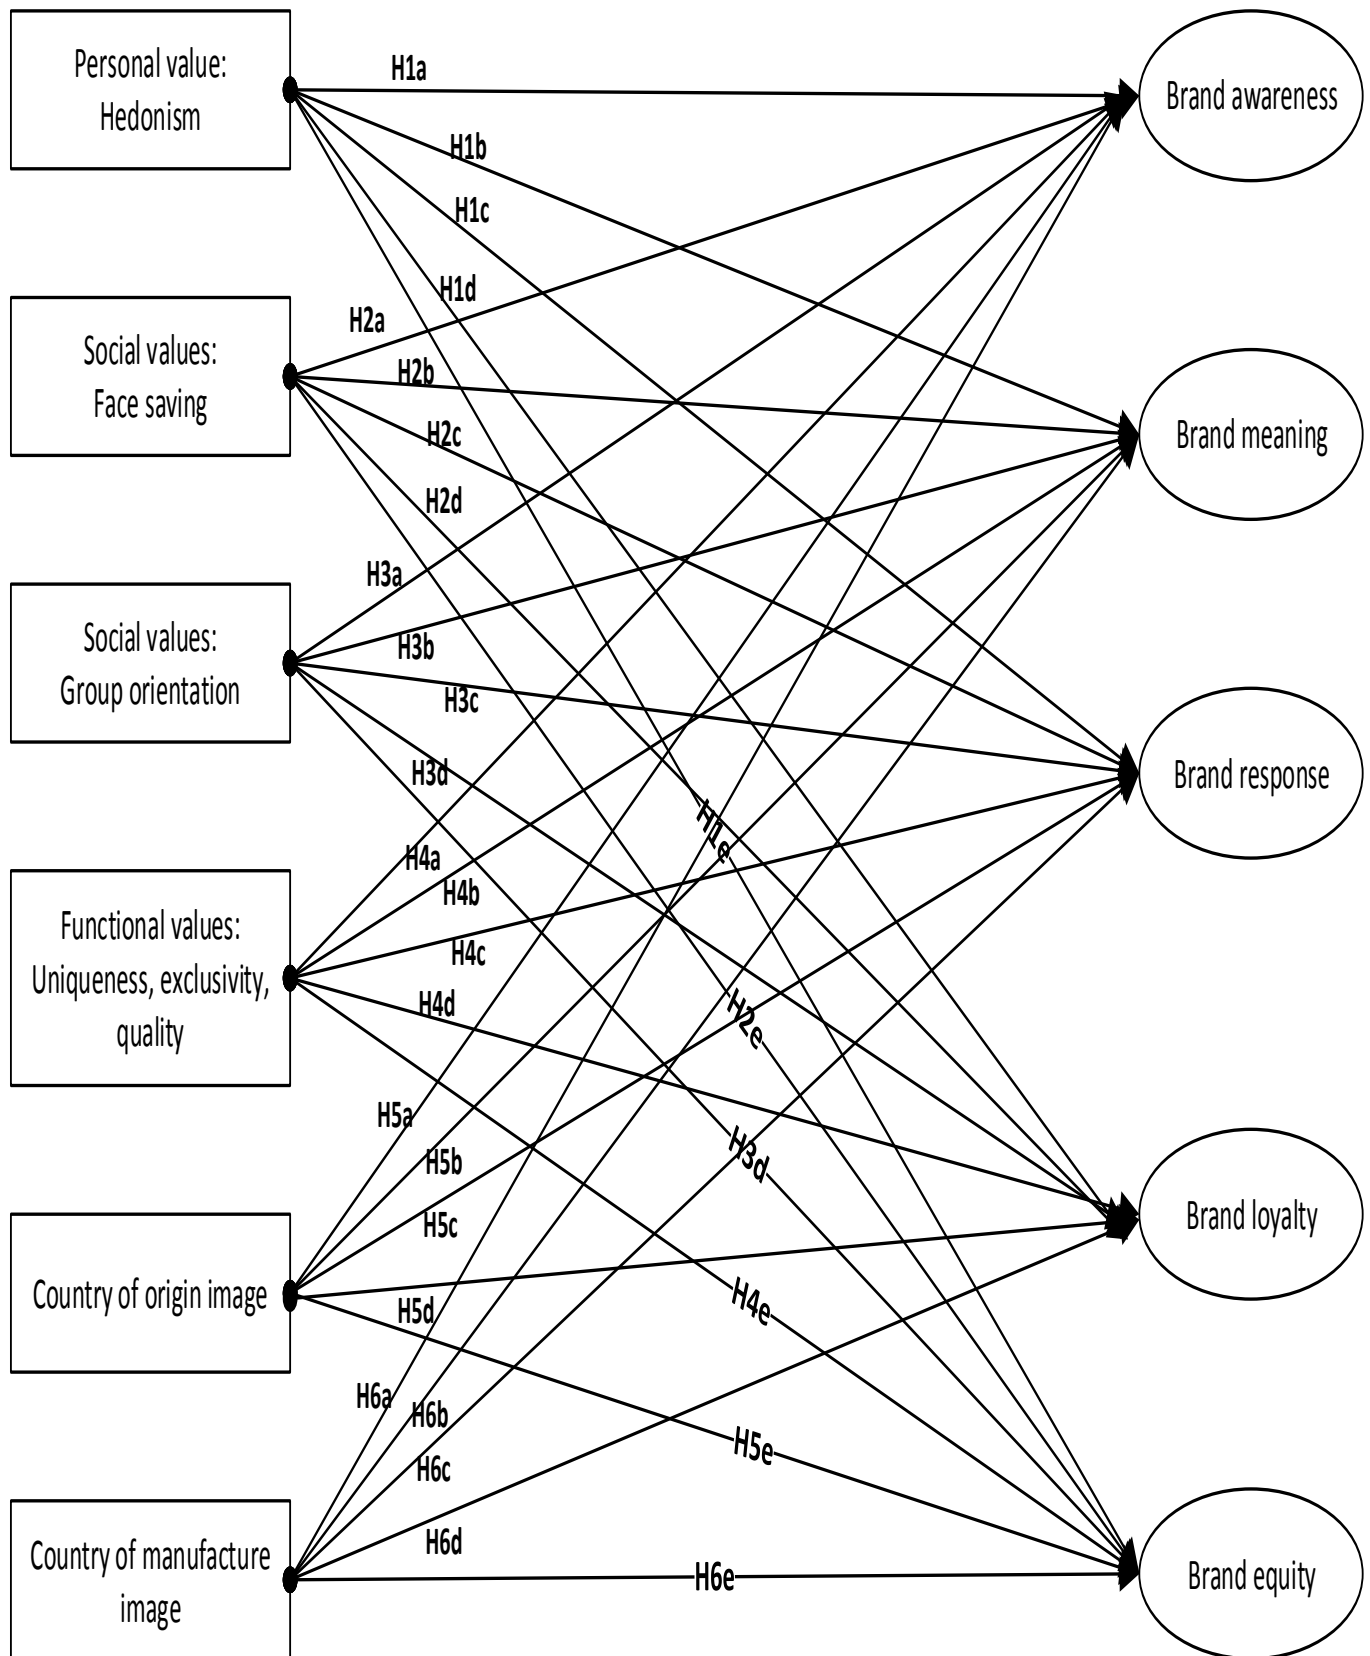 Personal value:
Hedonism
H1a
Brand awareness
H1b
H1c
H1d
Social values:
Face saving
H2a
H2b
H2c
H2d
Brand meaning
Social values:
Group orientation
H3a
H3b
H3c
H3d
Brand response
H1e
Functional values:
Uniqueness, exclusivity,
quality
H4a
H4b
H4c
H4d
H2e
H3d
Country of origin image
H5a
H5b
H5c
H5d
Brand loyalty
H4e
H5e
Country of manufacture
image
H6a
H6b
H6c
H6d
H6e
Brand equity